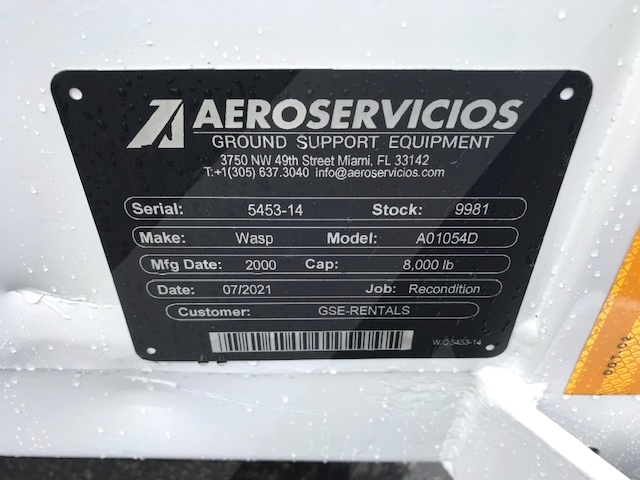 AEROSERVICIOS
GROUND SUPPORT EQUIPMENT
3750 NW 49th Street Miami, FL 33142
T:+1(305) 637.3040 info@aeroservicios.com
Serial: 5453-14 Stock: 9981
Make: Wasp Model: A01054D
Mfg Date: 2000 Cap: 8,000 lb
Date: 07/2021 Job: Recondition
Customer: GSE-RENTALS
W.O 5453-14